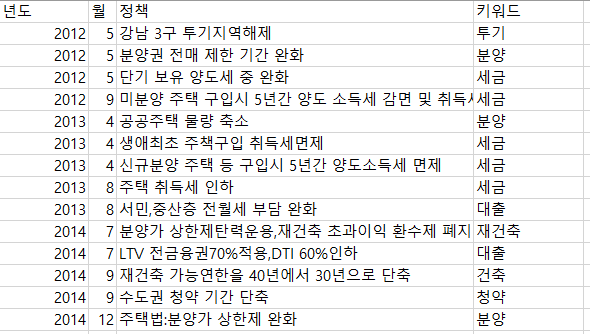 년도 월 정책 키워드
2012 5 강남 3구 투기지역해제 투기
2012 5 분양권 전매 제한 기간 완화 분양
2012 5 단기 보유 양도세 중 완화 세금
2012 9 미분양 주택 구입시 5년간 양도 소득세 감면 및 취득세 세금
2013 4 공공주택 물량 축소 분양
2013 4 생애최초 주책구입 취득세면제 세금
2013 4 신규분양 주택 등 구입시 5년간 양도소득세 면제 세금
2013 8 주택 취득세 인하 세금
2013 8 서민,중산층 전월세 부담 완화 대출
2014 7 분양가 상한제탄력운용,재건축 초과이익 환수제 폐지 재건축
2014 7 LTV 전금융권70%적용,DTI 60%인하 대출
2014 9 재건축 가능연한을 40년에서 30년으로 단축 건축
2014 9 수도권 청약 기간 단축 청약
2014 12 주택법:분양가 상한제 완화 분양